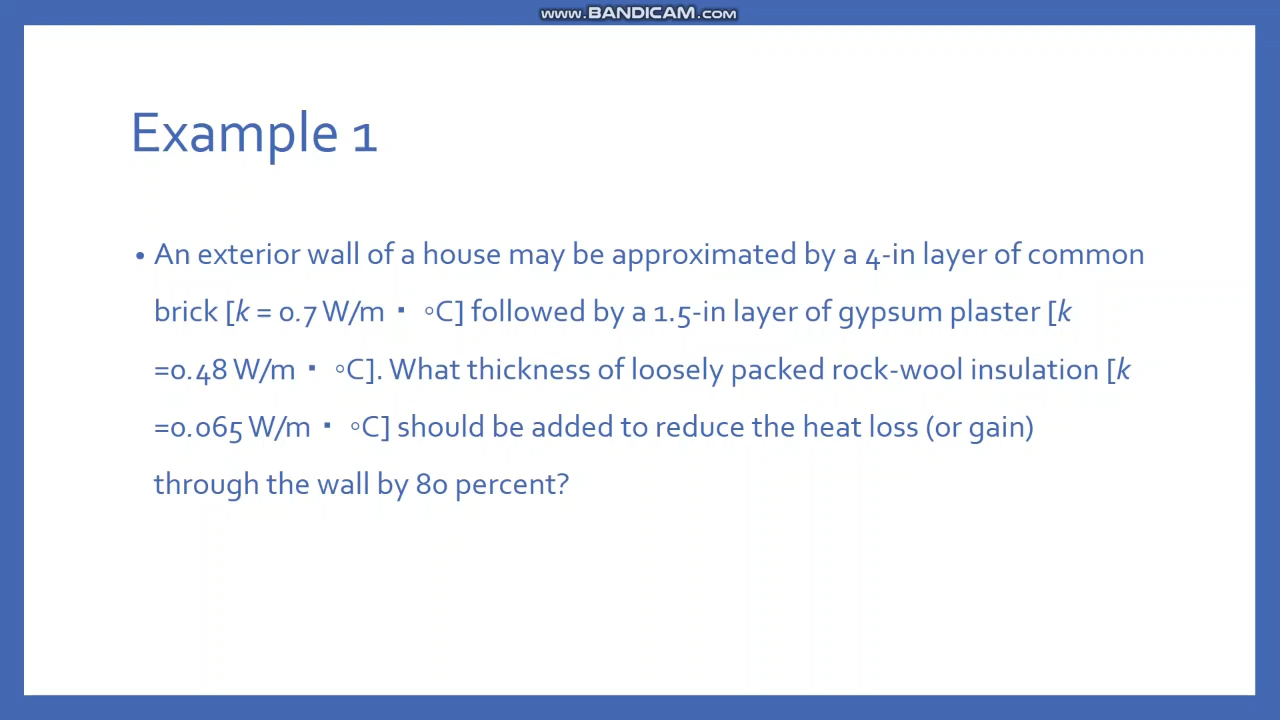 www.BANDICAM.com
Example 1
• An exterior wall of a house may be approximated by a 4-in layer of common
brick [k = 0.7 W/m ▪ ◦C] followed by a 1.5-in layer of gypsum plaster [k
=0.48 W/m ▪ ◦C]. What thickness of loosely packed rock-wool insulation [k
=0.065 W/m ▪ ◦C] should be added to reduce the heat loss (or gain)
through the wall by 80 percent?